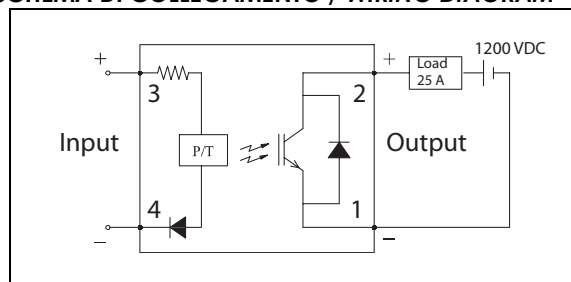 SCHEMA DI COLLEGAMENTO / WIRING DIAGRAM
1200 VDC
+
3
2
+
Load
25 A
Input
P/T
Output
4
1
–
–